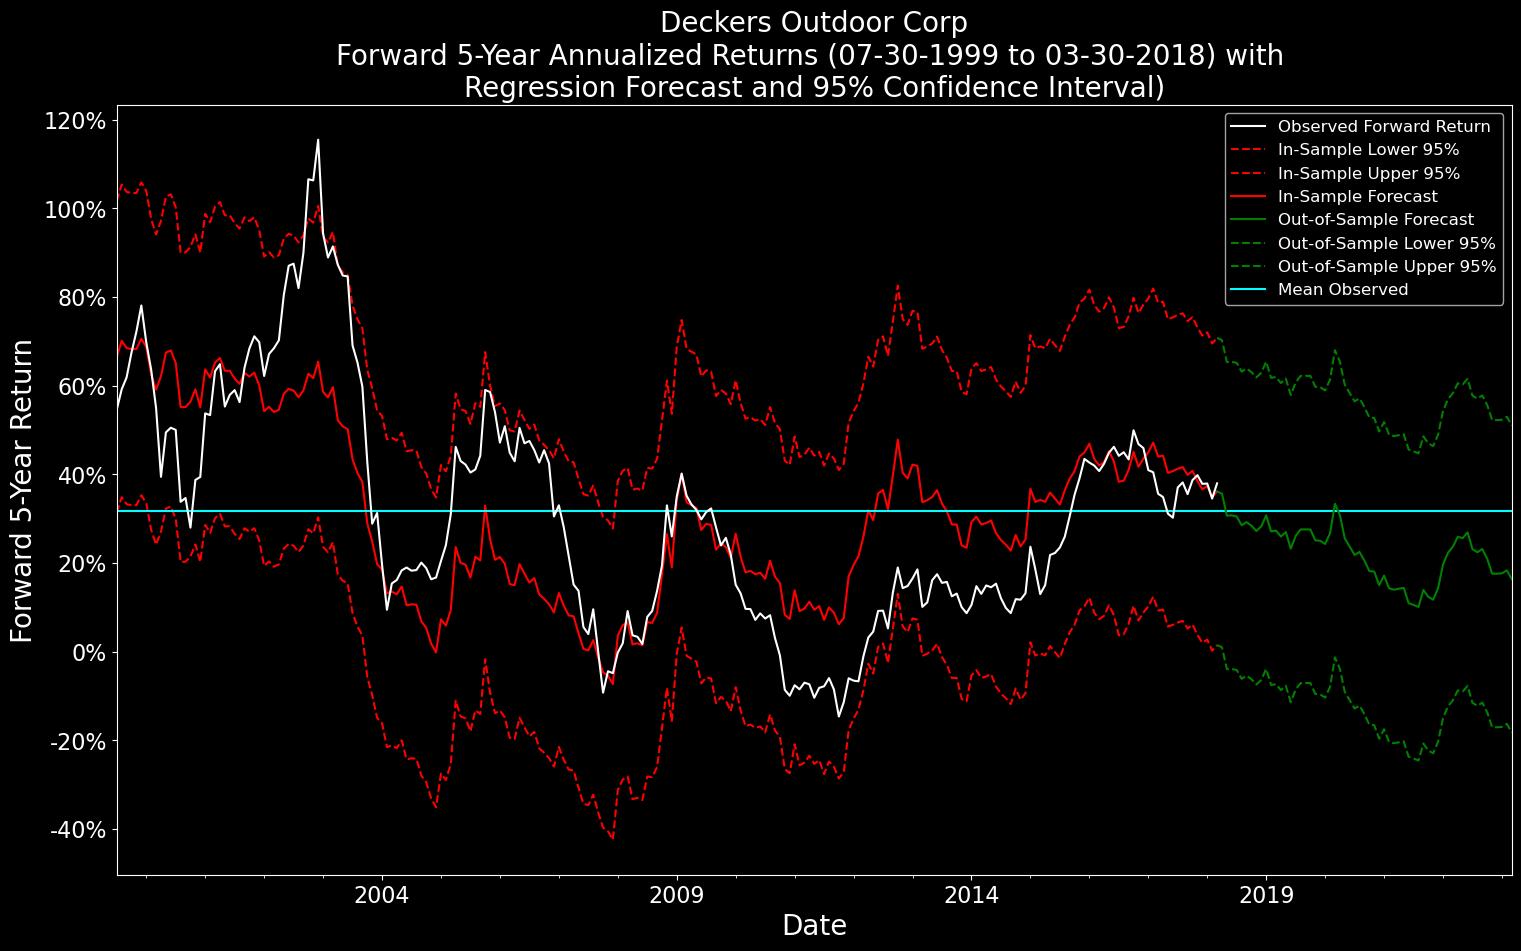 Deckers Outdoor Corp
Forward 5-Year Annualized Returns (07-30-1999 to 03-30-2018) with
Regression Forecast and 95% Confidence Interval)
Forward 5-Year Return
120%
100%
80%
60%
40%
20%
0%
-20%
-40%
Observed Forward Return
In-Sample Lower 95%
In-Sample Upper 95%
In-Sample Forecast
Out-of-Sample Forecast
Out-of-Sample Lower 95%
Out-of-Sample Upper 95%
Mean Observed
2004 2009 2014 2019
Date